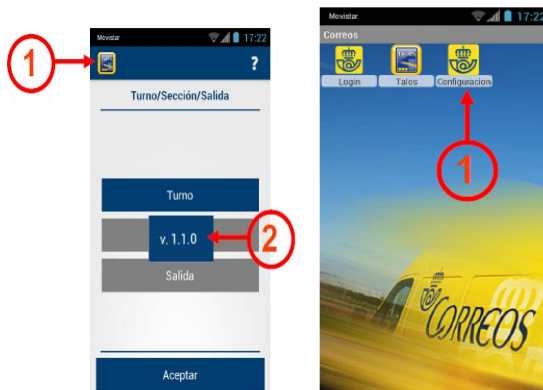 Movistar
17:22
?
1
Turno/Sección/Salida
Turno
v. 1.1.0
2
Salida
Aceptar
Movistar
17:22
Correos
Login
Tales
Configuracion
1
CORREOS